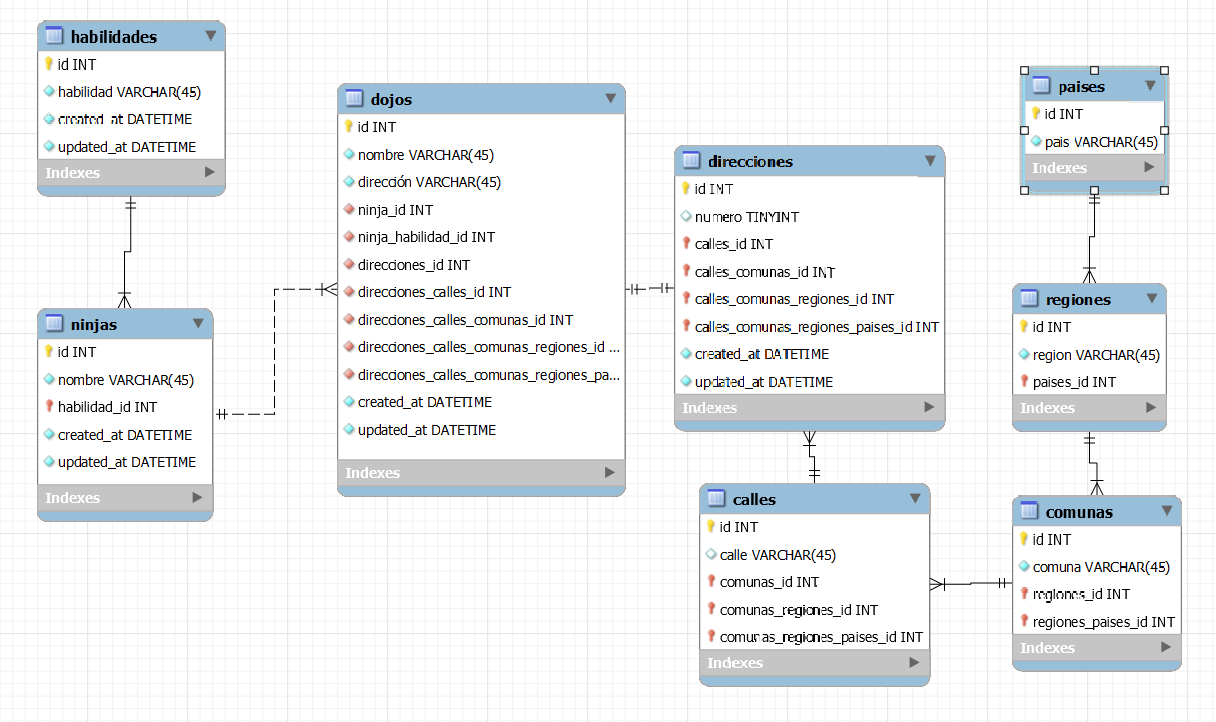 habilidades
id INT
habilidad VARCHAR(45)
created_at DATETIME
updated_at DATETIME
Indexes
ninjas
id INT
nombre VARCHAR(45)
habilidad_id INT
created_at DATETIME
updated_at DATETIME
Indexes
dojos
id INT
nombre VARCHAR(45)
dirección VARCHAR(45)
ninja_id INT
ninja_habilidad_id INT
direcciones_id INT
direcciones_calles_id INT
direcciones_calles_comunas_id INT
direcciones_calles_comunas_regiones_id ...
direcciones_calles_comunas_regiones_pa...
created_at DATETIME
updated_at DATETIME
Indexes
direcciones
id INT
numero TINYINT
calles_id INT
calles_comunas_id INT
calles_comunas_regiones_id INT
calles_comunas_regiones_paises_id INT
created_at DATETIME
updated_at DATETIME
Indexes
calles
id INT
calle VARCHAR(45)
comunas_id INT
comunas_regiones_id INT
comunas_regiones_paises_id INT
Indexes
paises
id INT
pais VARCHAR(45)
Indexes
regiones
id INT
region VARCHAR(45)
paises_id INT
Indexes
comunas
id INT
comuna VARCHAR(45)
regiones_id INT
regiones_paises_id INT
Indexes